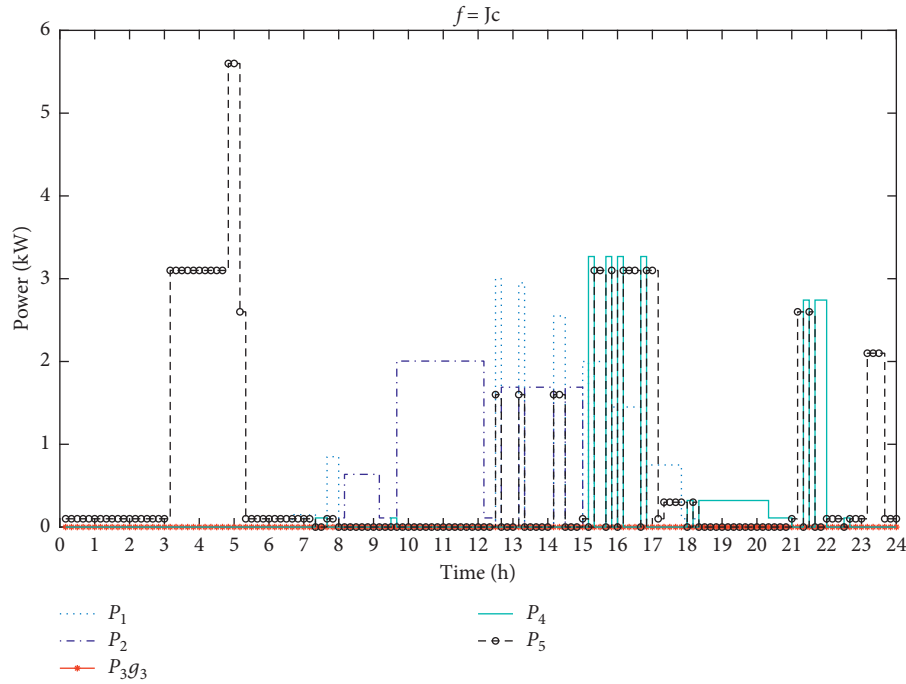 f = Jc
6
5
4
3
2
1
0
Power (kW)
0 1 2 3 4 5 6 7 8 9 10 11 12 13 14 15 16 17 18 19 20 21 22 23 24
Time (h)
P1
P2
P3g3
P4
P5